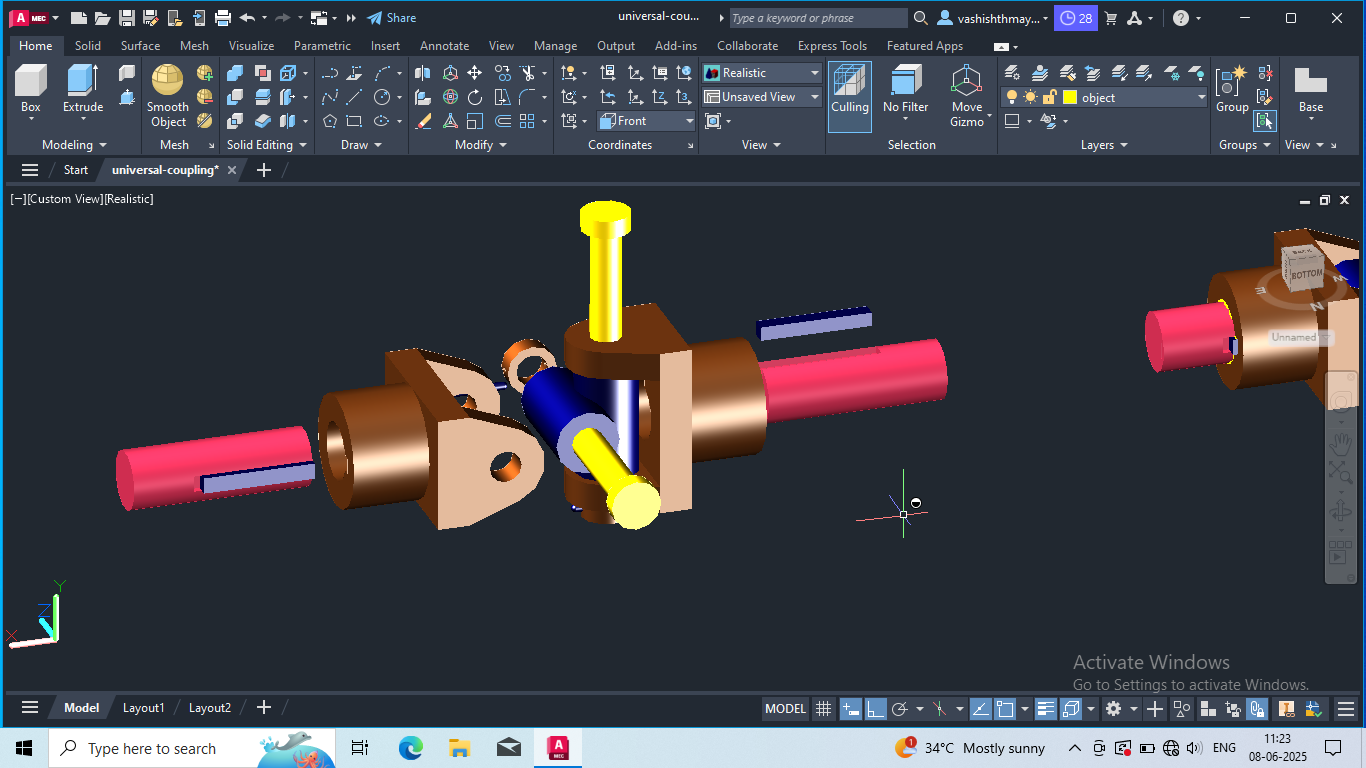 A MEC
Share
universal-cou...
Type a keyword or phrase
vashishthmay...
28
Home Solid Surface Mesh Visualize Parametric Insert Annotate View Manage Output Add-ins Collaborate Express Tools Featured Apps
Box
Extrude
Smooth
Object
Front
Realistic
Unsaved View
Culling
No Filter
Move
Gizmo
object
Group
Base
Modeling
Mesh
Solid Editing
Draw
Modify
Coordinates
View
Selection
Layers
Groups
View
Start
universal-coupling*
[−][Custom View][Realistic]
BACK
BOTTOM
E
W
N
Unnamed
Y
Z
X
Activate Windows
Go to Settings to activate Windows.
Model
Layout1
Layout2
MODEL
Type here to search
A
MEC
1
34°C Mostly sunny
ENG
11:23
08-06-2025